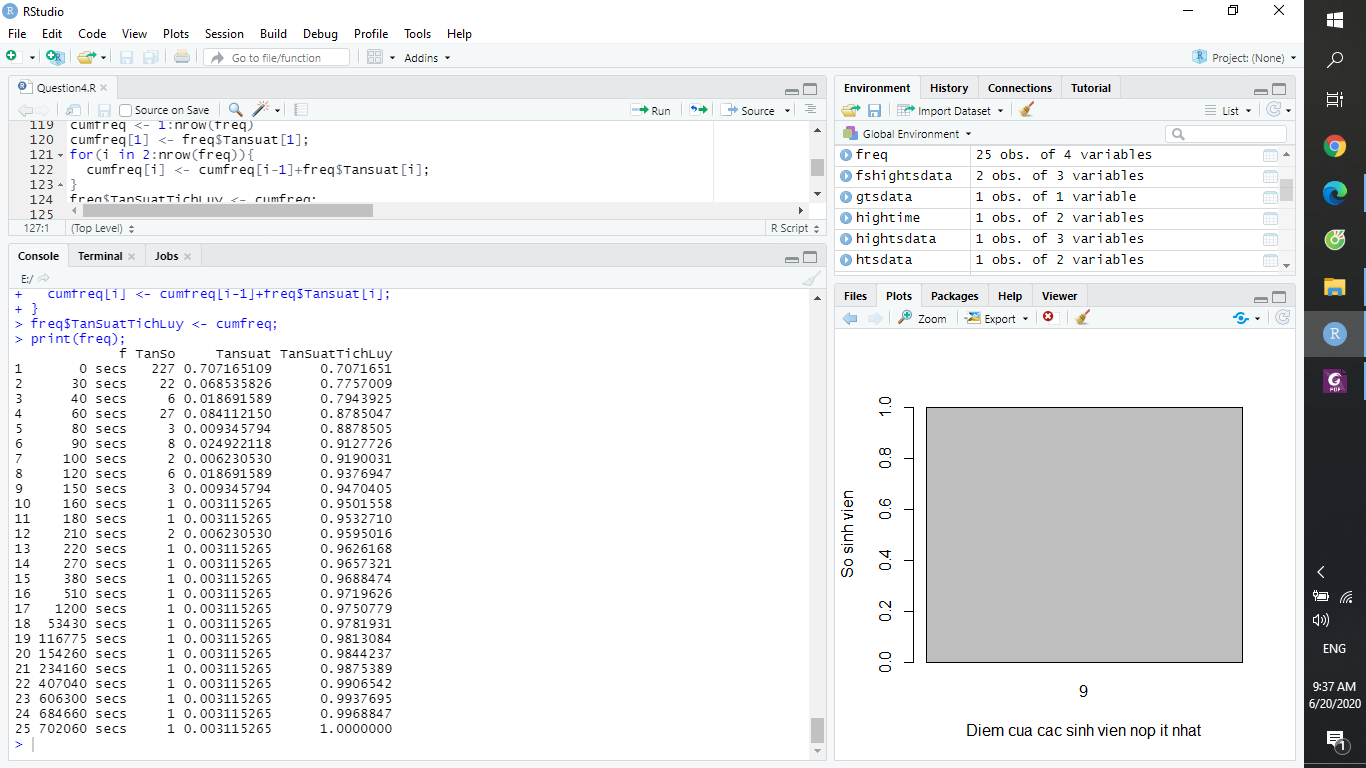 RStudio
File Edit Code View Plots Session Build Debug Profile Tools Help
Go to file/function
Addins
Project: (None)
Question4.R
Source on Save
Run
Source
119 cumfreq <- 1:nrow(freq)
120 cumfreq[1] <- freq$Tansuat[1];
121 for(i in 2:nrow(freq)){
122 cumfreq[i] <- cumfreq[i-1]+freq$Tansuat[i];
123 }
124 freq$TanSuatTichLuy <- cumfreq;
125
127:1 (Top Level) R Script
Console Terminal Jobs
E:/
+ cumfreq[i] <- cumfreq[i-1]+freq$Tansuat[i];
+ }
> freq$TanSuatTichLuy <- cumfreq;
> print(freq);
f TanSo Tansuat TanSuatTichLuy
1 0 secs 227 0.707165109 0.7071651
2 30 secs 22 0.068535826 0.7757009
3 40 secs 6 0.018691589 0.7943925
4 60 secs 27 0.084112150 0.8785047
5 80 secs 3 0.009345794 0.8878505
6 90 secs 8 0.024922118 0.9127726
7 100 secs 2 0.006230530 0.9190031
8 120 secs 6 0.018691589 0.9376947
9 150 secs 3 0.009345794 0.9470405
10 160 secs 1 0.003115265 0.9501558
11 180 secs 1 0.003115265 0.9532710
12 210 secs 2 0.006230530 0.9595016
13 220 secs 1 0.003115265 0.9626168
14 270 secs 1 0.003115265 0.9657321
15 380 secs 1 0.003115265 0.9688474
16 510 secs 1 0.003115265 0.9719626
17 1200 secs 1 0.003115265 0.9750779
18 53430 secs 1 0.003115265 0.9781931
19 116775 secs 1 0.003115265 0.9813084
20 154260 secs 1 0.003115265 0.9844237
21 234160 secs 1 0.003115265 0.9875389
22 407040 secs 1 0.003115265 0.9906542
23 606300 secs 1 0.003115265 0.9937695
24 684660 secs 1 0.003115265 0.9968847
25 702060 secs 1 0.003115265 1.0000000
>
Environment History Connections Tutorial
Import Dataset
List
Global Environment
freq 25 obs. of 4 variables
fshightsdata 2 obs. of 3 variables
gtsdata 1 obs. of 1 variable
hightime 1 obs. of 2 variables
hightsdata 1 obs. of 3 variables
htsdata 1 obs. of 2 variables
Files Plots Packages Help Viewer
Zoom Export
So sinh vien
1.0
0.8
0.6
0.4
0.2
0.0
9
Diem cua cac sinh vien nop it nhat
R
PDF
ENG
9:37 AM
6/20/2020
1